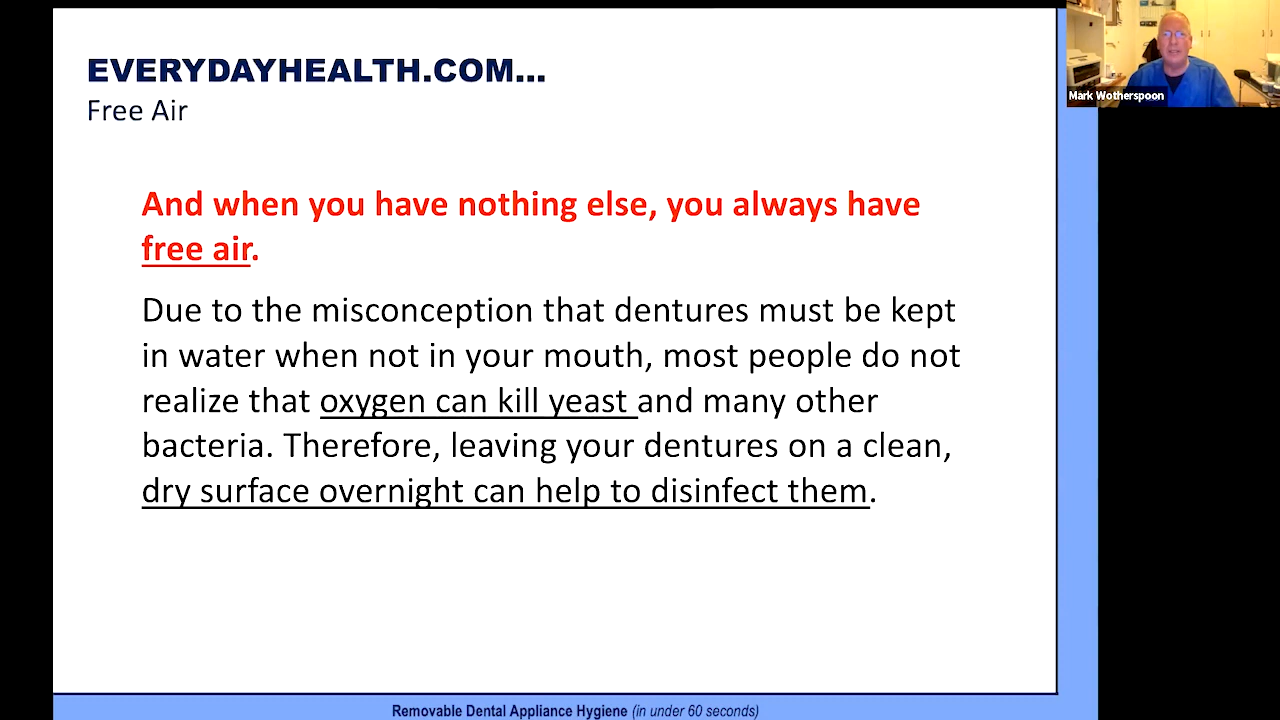 EVERYDAYHEALTH.COM...
Free Air
And when you have nothing else, you always have
free air.
Due to the misconception that dentures must be kept
in water when not in your mouth, most people do not
realize that oxygen can kill yeast and many other
bacteria. Therefore, leaving your dentures on a clean,
dry surface overnight can help to disinfect them.
Mark Wotherspoon
Removable Dental Appliance Hygiene (in under 60 seconds)